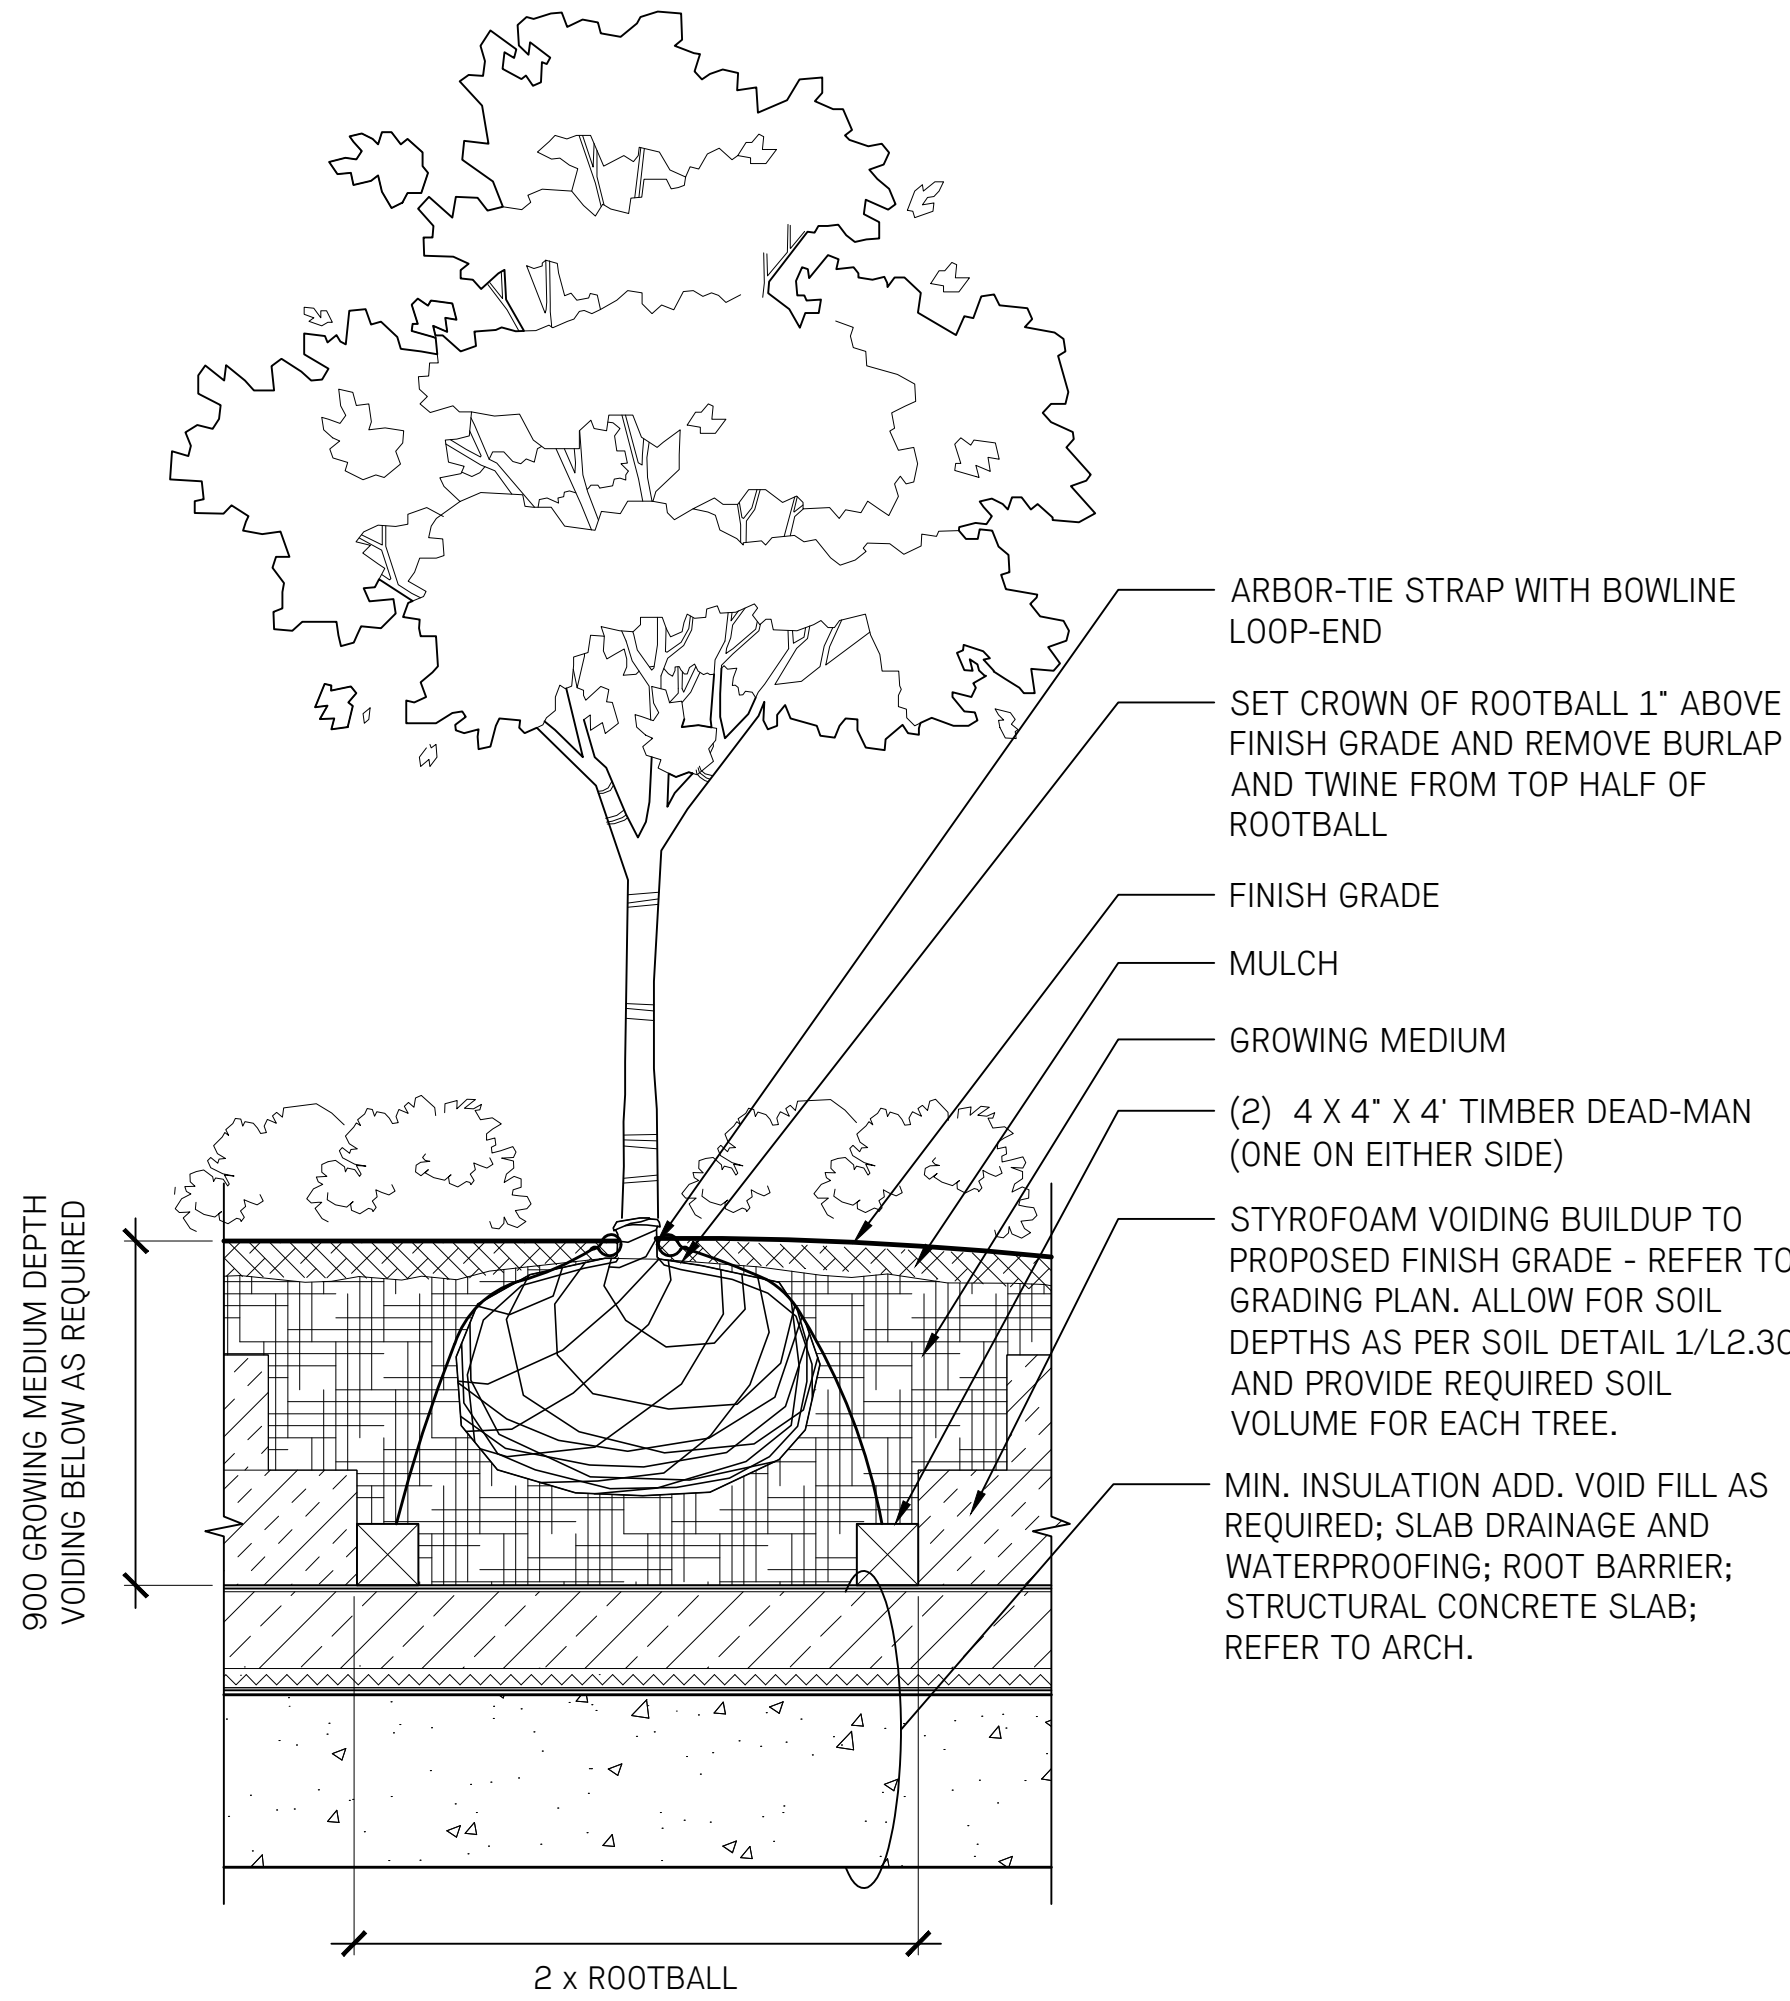 ARBOR-TIE STRAP WITH BOWLINE
LOOP-END
SET CROWN OF ROOTBALL 1" ABOVE
FINISH GRADE AND REMOVE BURLAP
AND TWINE FROM TOP HALF OF
ROOTBALL
FINISH GRADE
MULCH
GROWING MEDIUM
(2) 4 X 4" X 4' TIMBER DEAD-MAN
(ONE ON EITHER SIDE)
STYROFOAM VOIDING BUILDUP TO
PROPOSED FINISH GRADE - REFER TO
GRADING PLAN. ALLOW FOR SOIL
DEPTHS AS PER SOIL DETAIL 1/L2.30
AND PROVIDE REQUIRED SOIL
VOLUME FOR EACH TREE.
MIN. INSULATION ADD. VOID FILL AS
REQUIRED; SLAB DRAINAGE AND
WATERPROOFING; ROOT BARRIER;
STRUCTURAL CONCRETE SLAB;
REFER TO ARCH.
900 GROWING MEDIUM DEPTH
VOIDING BELOW AS REQUIRED
2 x ROOTBALL